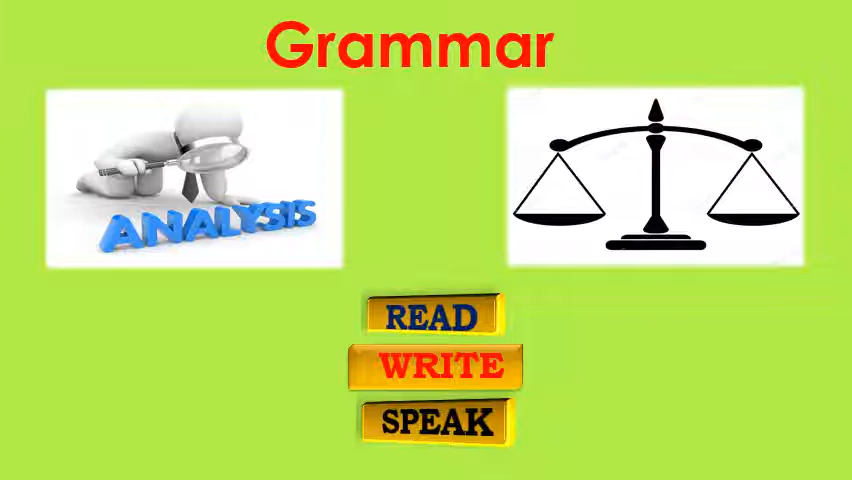 Grammar
ANALYSIS
READ
WRITE
SPEAK